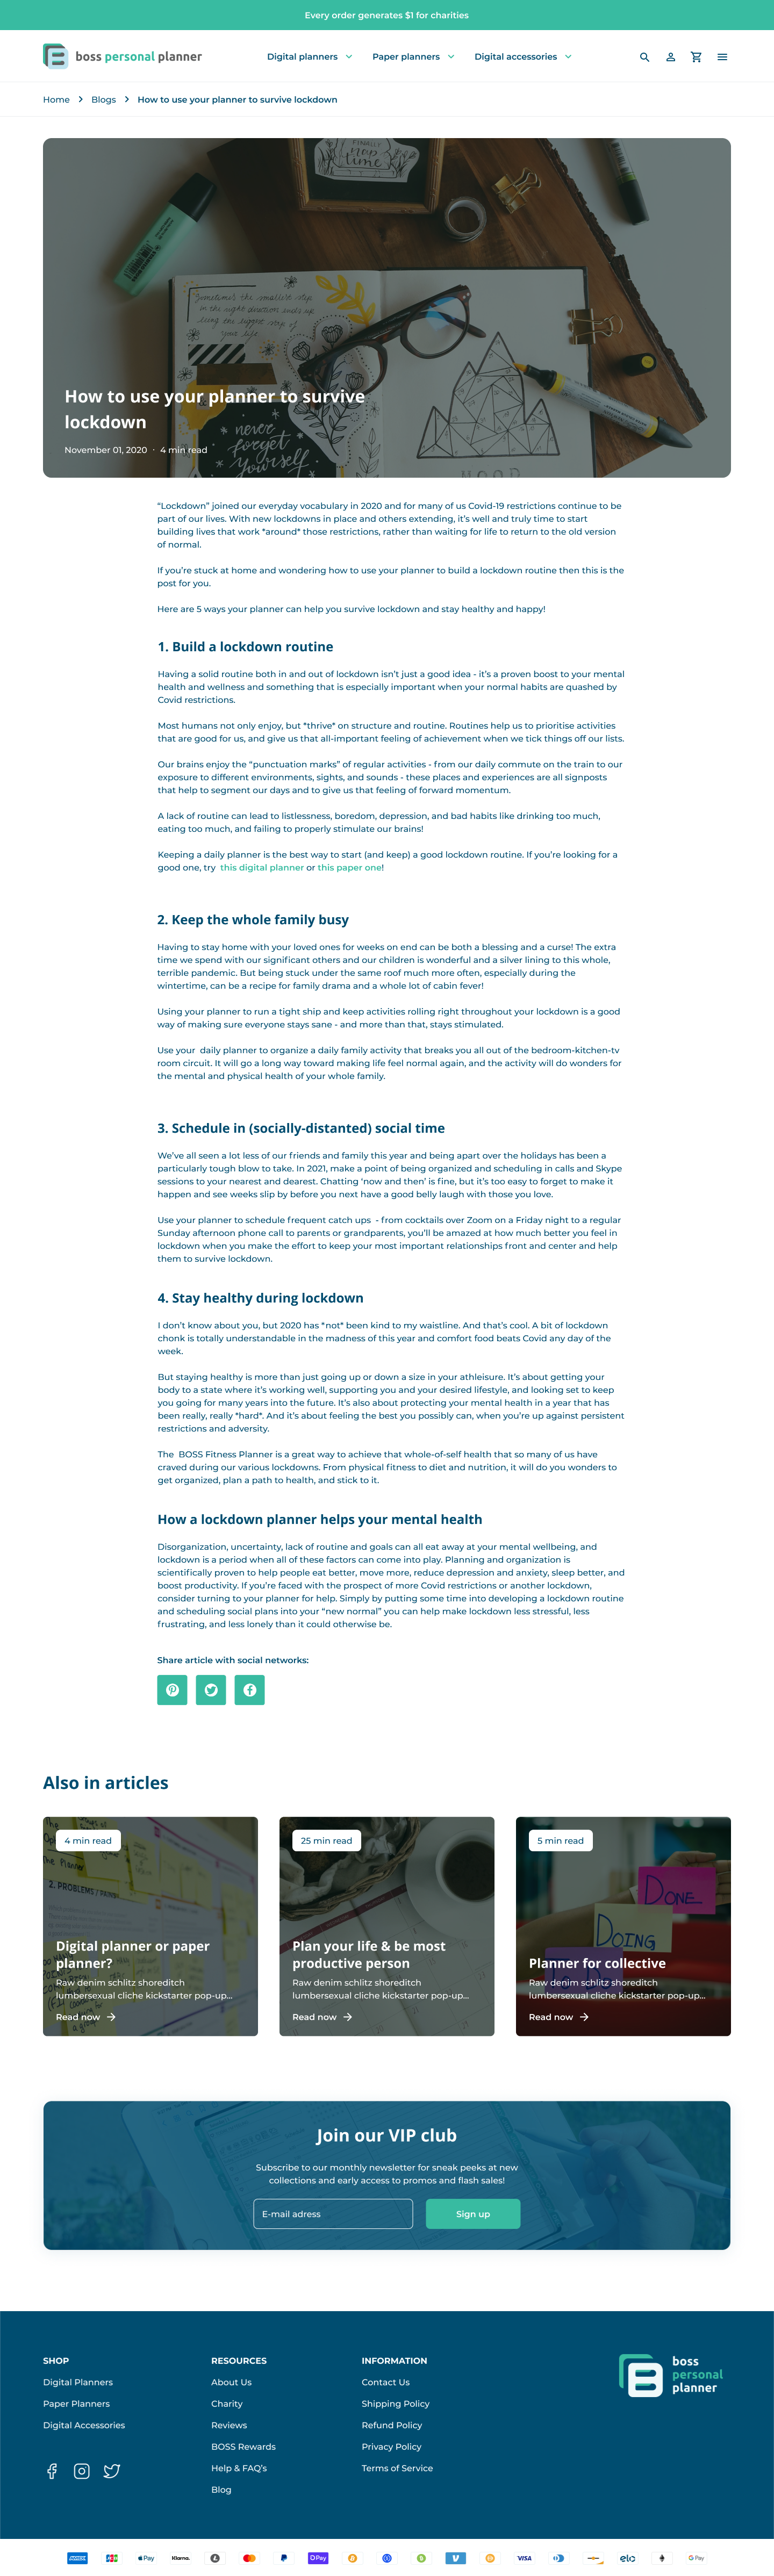 Every order generates $1 for charities
boss personal planner
Digital planners
Paper planners
Digital accessories
Home
Blogs
How to use your planner to survive lockdown
FINALLY
nap
time
Sometimes the smallest step
in the right direction ends
up being the biggest step
of your life.
never
forget
Yourself
MOOD
How to use your planner to survive
lockdown
November 01, 2020 · 4 min read
“Lockdown” joined our everyday vocabulary in 2020 and for many of us Covid-19 restrictions continue to be
part of our lives. With new lockdowns in place and others extending, it’s well and truly time to start
building lives that work *around* those restrictions, rather than waiting for life to return to the old version
of normal.
If you’re stuck at home and wondering how to use your planner to build a lockdown routine then this is the
post for you.
Here are 5 ways your planner can help you survive lockdown and stay healthy and happy!
1. Build a lockdown routine
Having a solid routine both in and out of lockdown isn’t just a good idea - it’s a proven boost to your mental
health and wellness and something that is especially important when your normal habits are quashed by
Covid restrictions.
Most humans not only enjoy, but *thrive* on structure and routine. Routines help us to prioritise activities
that are good for us, and give us that all-important feeling of achievement when we tick things off our lists.
Our brains enjoy the “punctuation marks” of regular activities - from our daily commute on the train to our
exposure to different environments, sights, and sounds - these places and experiences are all signposts
that help to segment our days and to give us that feeling of forward momentum.
A lack of routine can lead to listlessness, boredom, depression, and bad habits like drinking too much,
eating too much, and failing to properly stimulate our brains!
Keeping a daily planner is the best way to start (and keep) a good lockdown routine. If you’re looking for a
good one, try this digital planner or this paper one!
2. Keep the whole family busy
Having to stay home with your loved ones for weeks on end can be both a blessing and a curse! The extra
time we spend with our significant others and our children is wonderful and a silver lining to this whole,
terrible pandemic. But being stuck under the same roof much more often, especially during the
wintertime, can be a recipe for family drama and a whole lot of cabin fever!
Using your planner to run a tight ship and keep activities rolling right throughout your lockdown is a good
way of making sure everyone stays sane - and more than that, stays stimulated.
Use your daily planner to organize a daily family activity that breaks you all out of the bedroom-kitchen-tv
room circuit. It will go a long way toward making life feel normal again, and the activity will do wonders for
the mental and physical health of your whole family.
3. Schedule in (socially-distanted) social time
We’ve all seen a lot less of our friends and family this year and being apart over the holidays has been a
particularly tough blow to take. In 2021, make a point of being organized and scheduling in calls and Skype
sessions to your nearest and dearest. Chatting ‘now and then’ is fine, but it’s too easy to forget to make it
happen and see weeks slip by before you next have a good belly laugh with those you love.
Use your planner to schedule frequent catch ups - from cocktails over Zoom on a Friday night to a regular
Sunday afternoon phone call to parents or grandparents, you’ll be amazed at how much better you feel in
lockdown when you make the effort to keep your most important relationships front and center and help
them to survive lockdown.
4. Stay healthy during lockdown
I don’t know about you, but 2020 has *not* been kind to my waistline. And that’s cool. A bit of lockdown
chonk is totally understandable in the madness of this year and comfort food beats Covid any day of the
week.
But staying healthy is more than just going up or down a size in your athleisure. It’s about getting your
body to a state where it’s working well, supporting you and your desired lifestyle, and looking set to keep
you going for many years into the future. It’s also about protecting your mental health in a year that has
been really, really *hard*. And it’s about feeling the best you possibly can, when you’re up against persistent
restrictions and adversity.
The BOSS Fitness Planner is a great way to achieve that whole-of-self health that so many of us have
craved during our various lockdowns. From physical fitness to diet and nutrition, it will do you wonders to
get organized, plan a path to health, and stick to it.
How a lockdown planner helps your mental health
Disorganization, uncertainty, lack of routine and goals can all eat away at your mental wellbeing, and
lockdown is a period when all of these factors can come into play. Planning and organization is
scientifically proven to help people eat better, move more, reduce depression and anxiety, sleep better, and
boost productivity. If you’re faced with the prospect of more Covid restrictions or another lockdown,
consider turning to your planner for help. Simply by putting some time into developing a lockdown routine
and scheduling social plans into your “new normal” you can help make lockdown less stressful, less
frustrating, and less lonely than it could otherwise be.
Share article with social networks:
Also in articles
4 min read
2. PROBLEMS / PAINS
Digital planner or paper
planner?
Raw denim schlitz shoreditch
lumbersexual cliche kickstarter pop-up...
Read now
25 min read
Plan your life & be most
productive person
Raw denim schlitz shoreditch
lumbersexual cliche kickstarter pop-up...
Read now
5 min read
DONE
DOING
Planner for collective
Raw denim schlitz shoreditch
lumbersexual cliche kickstarter pop-up...
Read now
Join our VIP club
Subscribe to our monthly newsletter for sneak peeks at new
collections and early access to promos and flash sales!
E-mail adress
Sign up
SHOP
Digital Planners
Paper Planners
Digital Accessories
RESOURCES
About Us
Charity
Reviews
BOSS Rewards
Help & FAQ’s
Blog
INFORMATION
Contact Us
Shipping Policy
Refund Policy
Privacy Policy
Terms of Service
boss
personal
planner
JCB
Pay
Klarna.
Pay
VISA
elo
G Pay